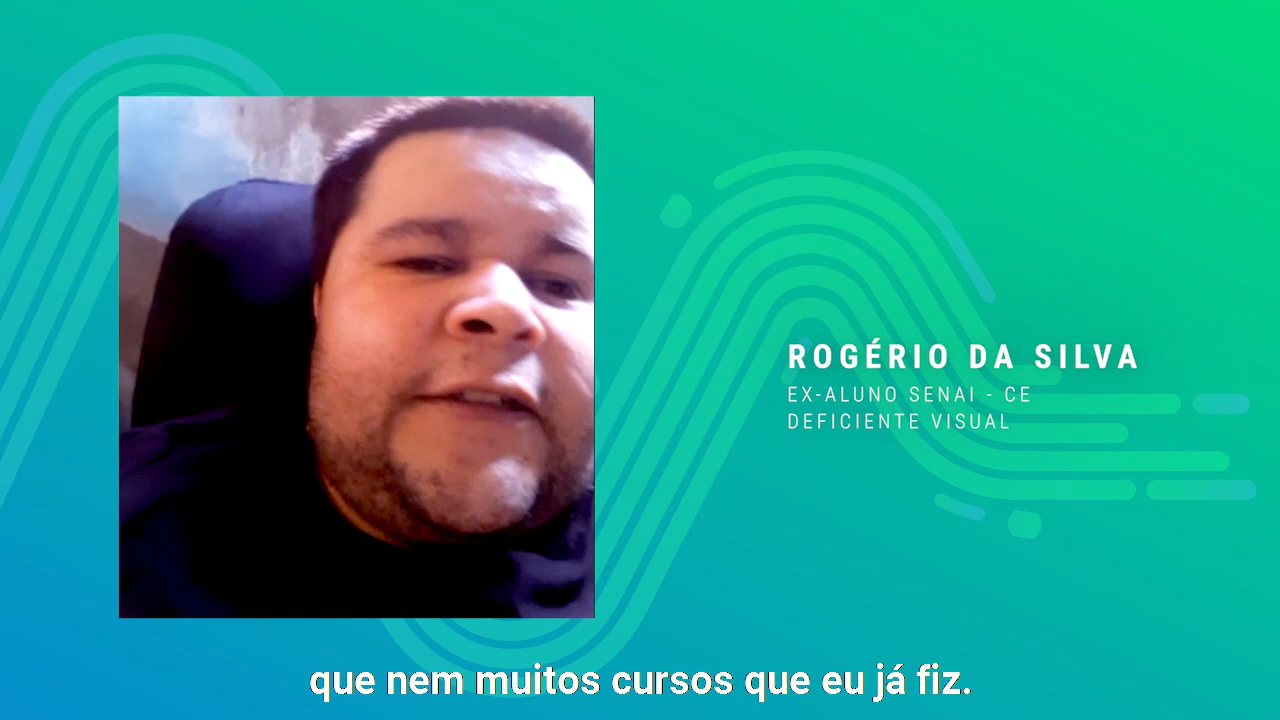 ROGÉRIO DA SILVA
EX-ALUNO SENAI - CE
DEFICIENTE VISUAL
que nem muitos cursos que eu já fiz.